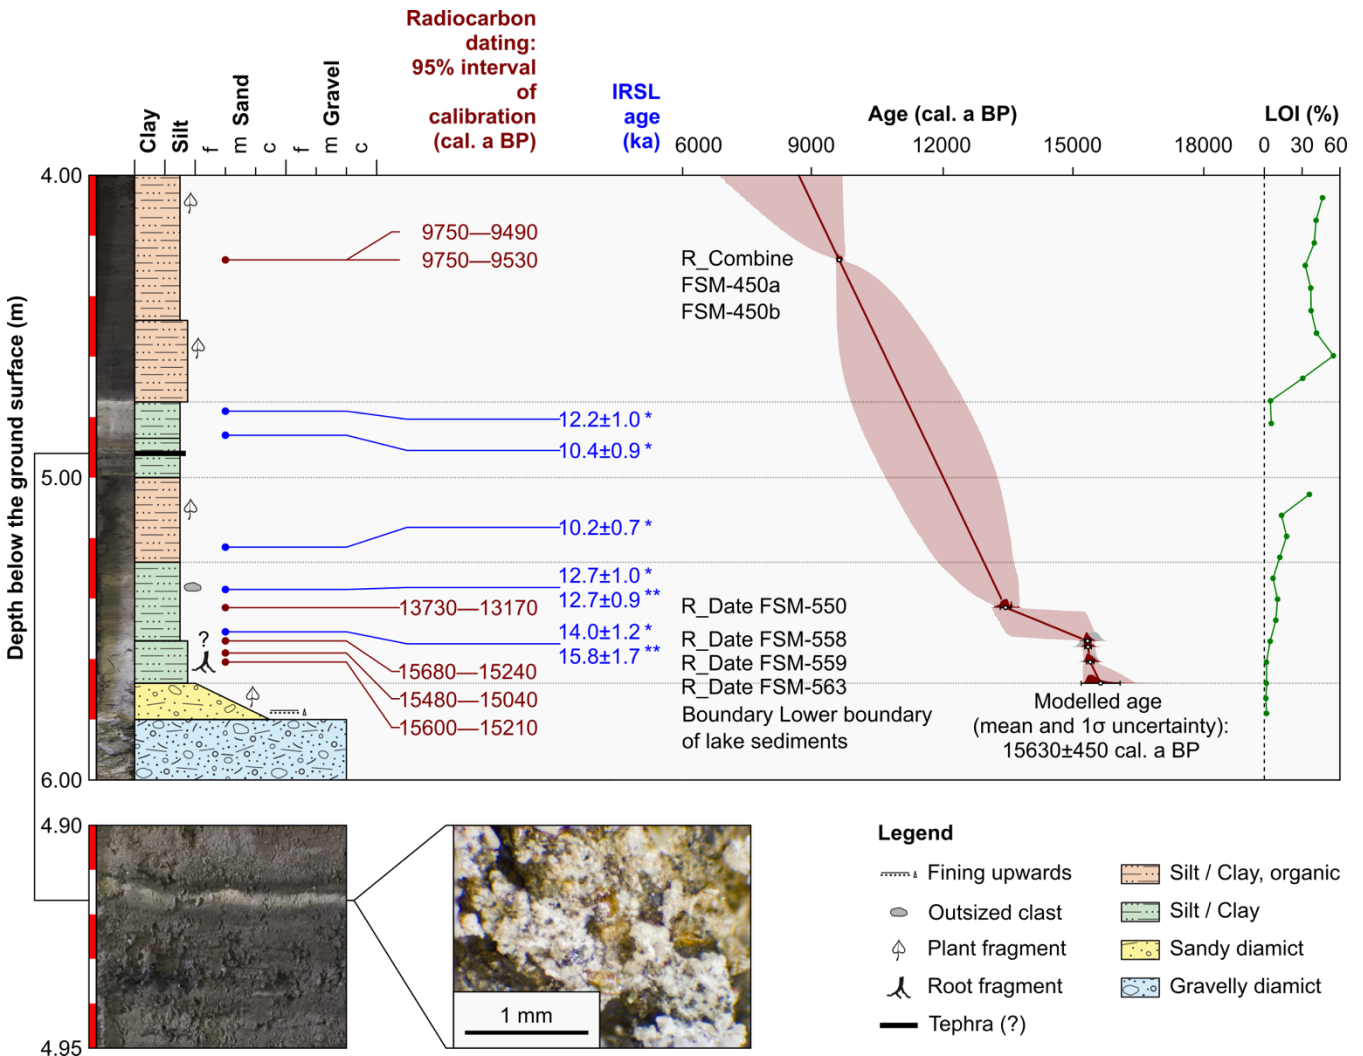 Radiocarbon
dating:
95% interval
of
calibration
(cal. a BP)
IRSL
age
(ka)
Clay
Silt
Sand
f m c
Gravel
f m c
Age (cal. a BP)
6000 9000 12000 15000 18000
LOI (%)
0 30 60
Depth below the ground surface (m)
4.00
5.00
6.00
9750—9490
9750—9530
R_Combine
FSM-450a
FSM-450b
12.2±1.0 *
10.4±0.9 *
10.2±0.7 *
12.7±1.0 *
12.7±0.9 **
13730—13170
R_Date FSM-550
14.0±1.2 *
15.8±1.7 **
?
15680—15240
15480—15040
15600—15210
R_Date FSM-558
R_Date FSM-559
R_Date FSM-563
Boundary Lower boundary
of lake sediments
Modelled age
(mean and 1σ uncertainty):
15630±450 cal. a BP
4.90
4.95
1 mm
Legend
Fining upwards
Outsized clast
Plant fragment
Root fragment
Tephra (?)
Silt / Clay, organic
Silt / Clay
Sandy diamict
Gravelly diamict